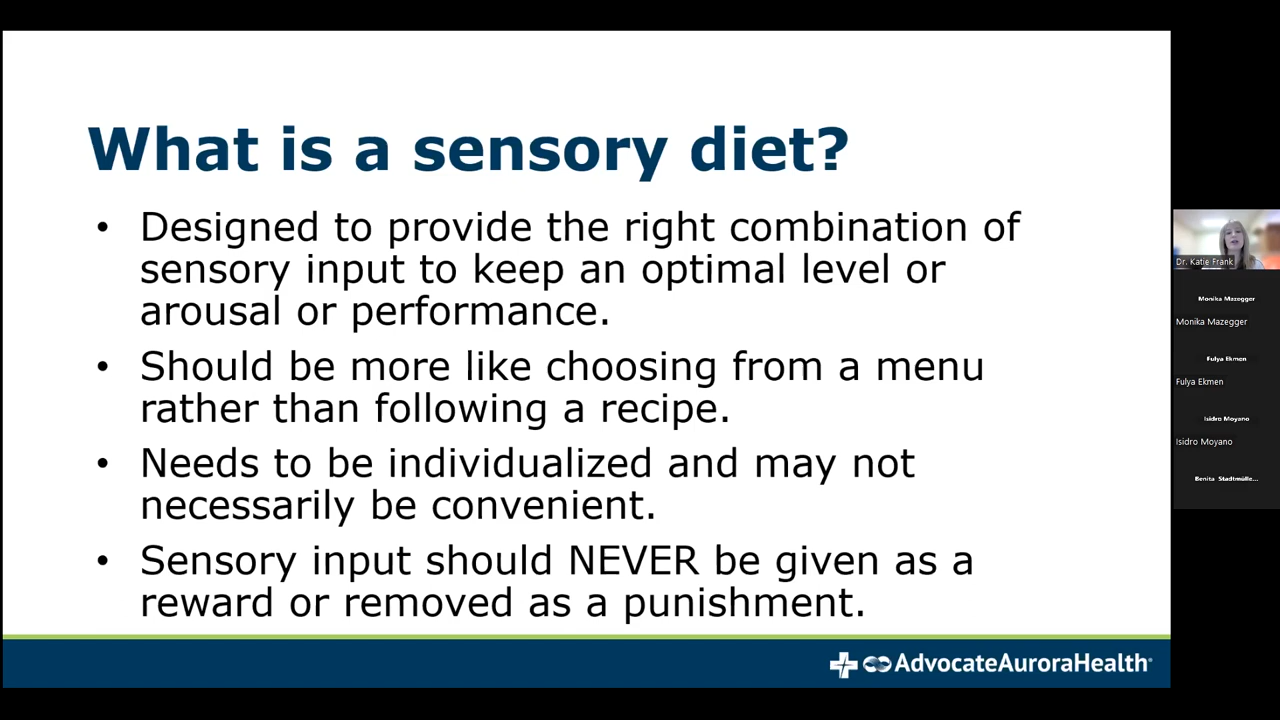 What is a sensory diet?
• Designed to provide the right combination of
sensory input to keep an optimal level or
arousal or performance.
• Should be more like choosing from a menu
rather than following a recipe.
• Needs to be individualized and may not
necessarily be convenient.
• Sensory input should NEVER be given as a
reward or removed as a punishment.
AdvocateAuroraHealth
Dr. Katie Frank
Monika Mazegger
Monika Mazegger
Fulya Ekmen
Fulya Ekmen
Isidro Moyano
Isidro Moyano
Benita Stadtmülle...